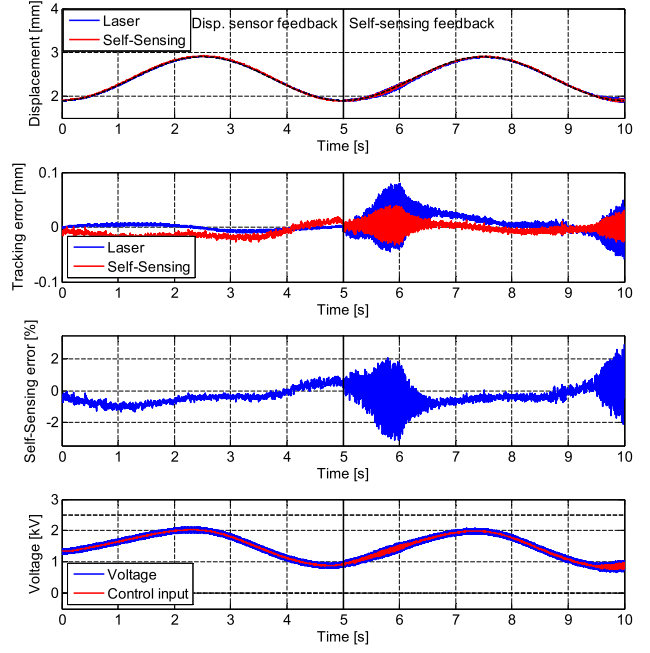 Displacement [mm]
4
3
2
Laser
Self-Sensing
Disp. sensor feedback
Self-sensing feedback
0 1 2 3 4 5 6 7 8 9 10
Time [s]
Tracking error [mm]
0.1
0
-0.1
Laser
Self-Sensing
0 1 2 3 4 5 6 7 8 9 10
Time [s]
Self-Sensing error [%]
2
0
-2
0 1 2 3 4 5 6 7 8 9 10
Time [s]
Voltage [kV]
3
2
1
0
Voltage
Control input
0 1 2 3 4 5 6 7 8 9 10
Time [s]